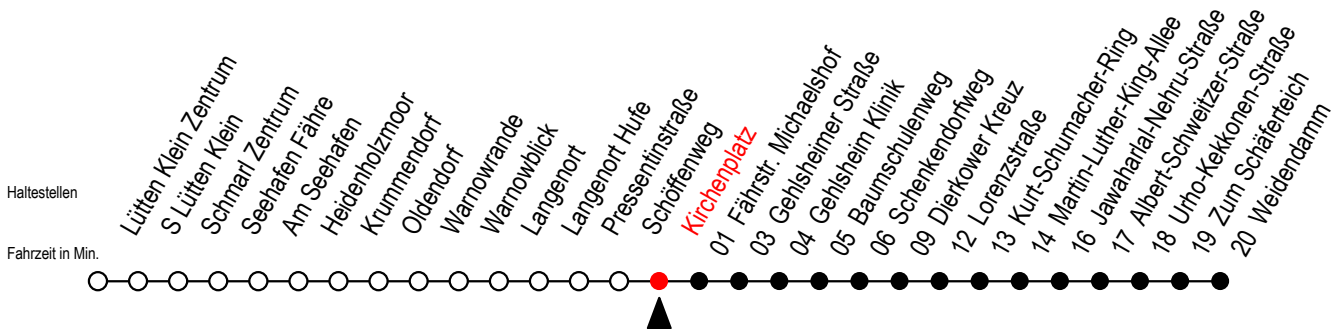 Haltestellen
Fahrzeit in Min.
Lütten Klein Zentrum
S Lütten Klein
Schmarl Zentrum
Seehafen Fähre
Am Seehafen
Heidenholzmoor
Krummendorf
Oldendorf
Warnowrande
Warnowblick
Langenort
Langenort Hufe
Pressentinstraße
Schöffenweg
Kirchenplatz
01 Fährstr. Michaelshof
03 Gehlsheimer Straße
04 Gehlsheim Klinik
05 Baumschulenweg
06 Schenkendorfweg
09 Dierkower Kreuz
12 Lorenzstraße
13 Kurt-Schumacher-Ring
14 Martin-Luther-King-Allee
16 Jawaharlal-Nehru-Straße
17 Albert-Schweitzer-Straße
18 Urho-Kekkonen-Straße
19 Zum Schäferteich
20 Weidendamm